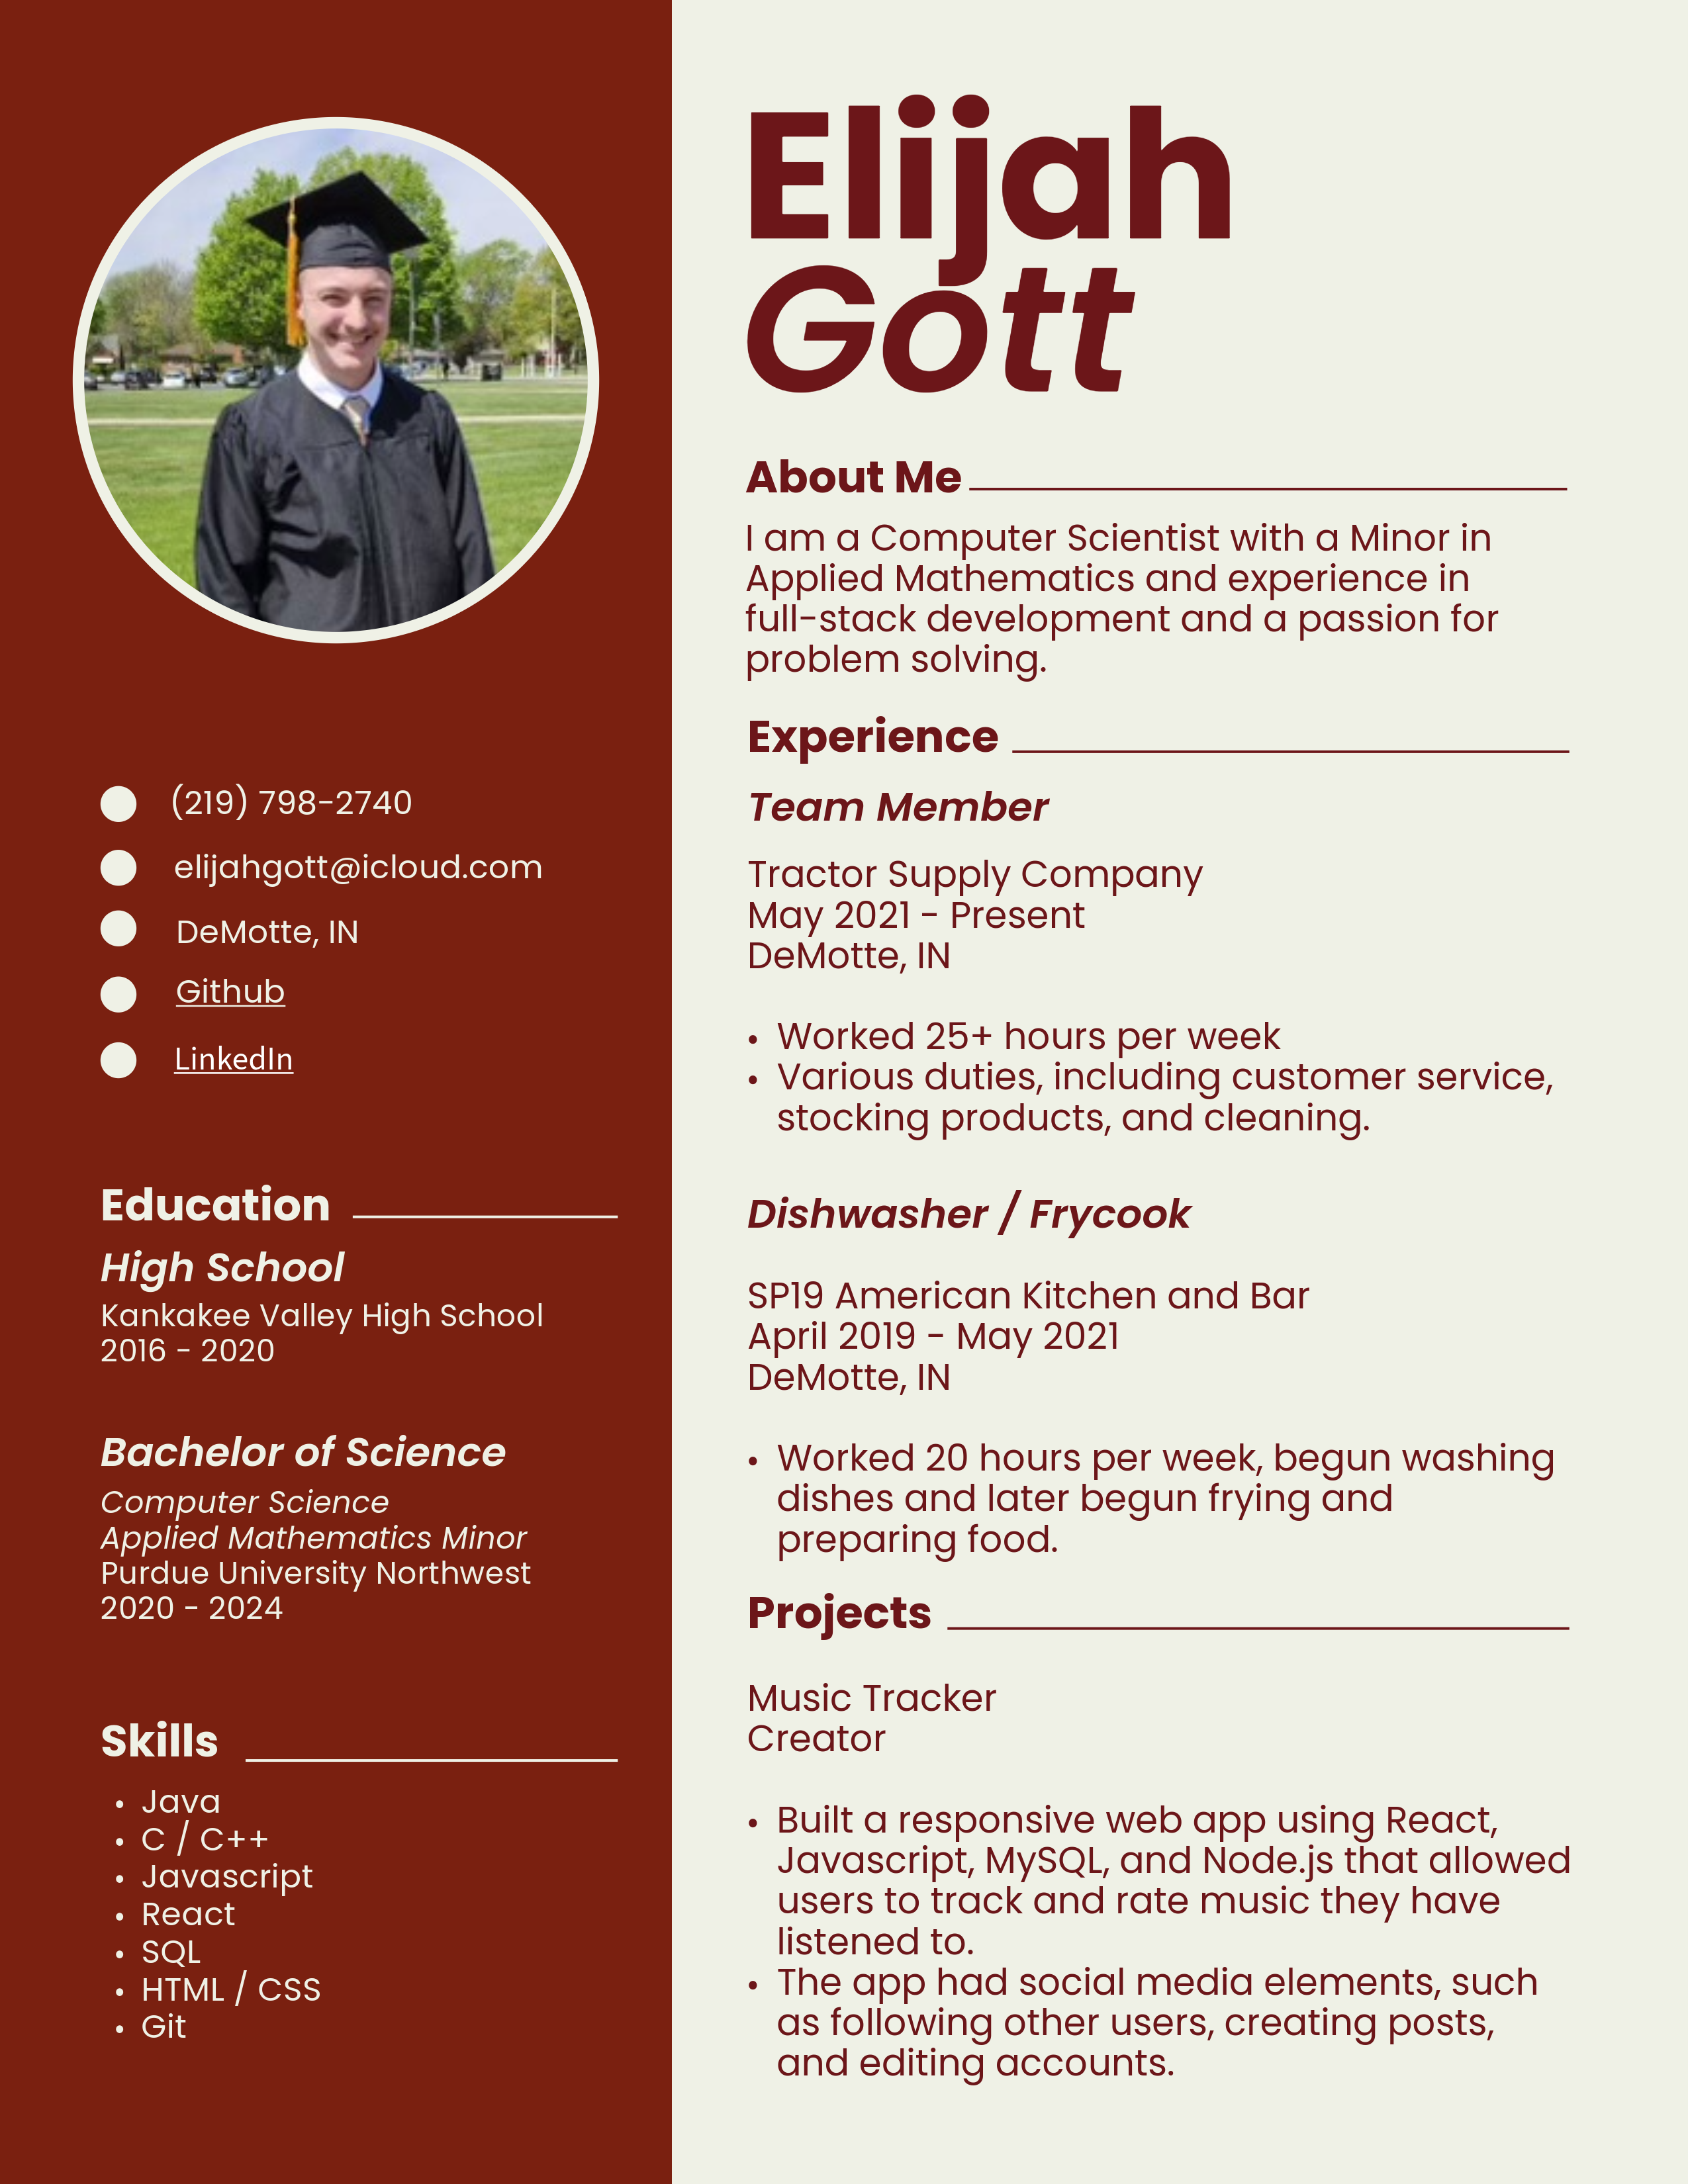 Elijah
Gott
(219) 798-2740
elijahgott@icloud.com
DeMotte, IN
Github
LinkedIn
Education
High School
Kankakee Valley High School
2016 - 2020
Bachelor of Science
Computer Science
Applied Mathematics Minor
Purdue University Northwest
2020 - 2024
Skills
• Java
• C / C++
• Javascript
• React
• SQL
• HTML / CSS
• Git
About Me
I am a Computer Scientist with a Minor in
Applied Mathematics and experience in
full-stack development and a passion for
problem solving.
Experience
Team Member
Tractor Supply Company
May 2021 - Present
DeMotte, IN
• Worked 25+ hours per week
• Various duties, including customer service,
stocking products, and cleaning.
Dishwasher / Frycook
SP19 American Kitchen and Bar
April 2019 - May 2021
DeMotte, IN
• Worked 20 hours per week, begun washing
dishes and later begun frying and
preparing food.
Projects
Music Tracker
Creator
• Built a responsive web app using React,
Javascript, MySQL, and Node.js that allowed
users to track and rate music they have
listened to.
• The app had social media elements, such
as following other users, creating posts,
and editing accounts.